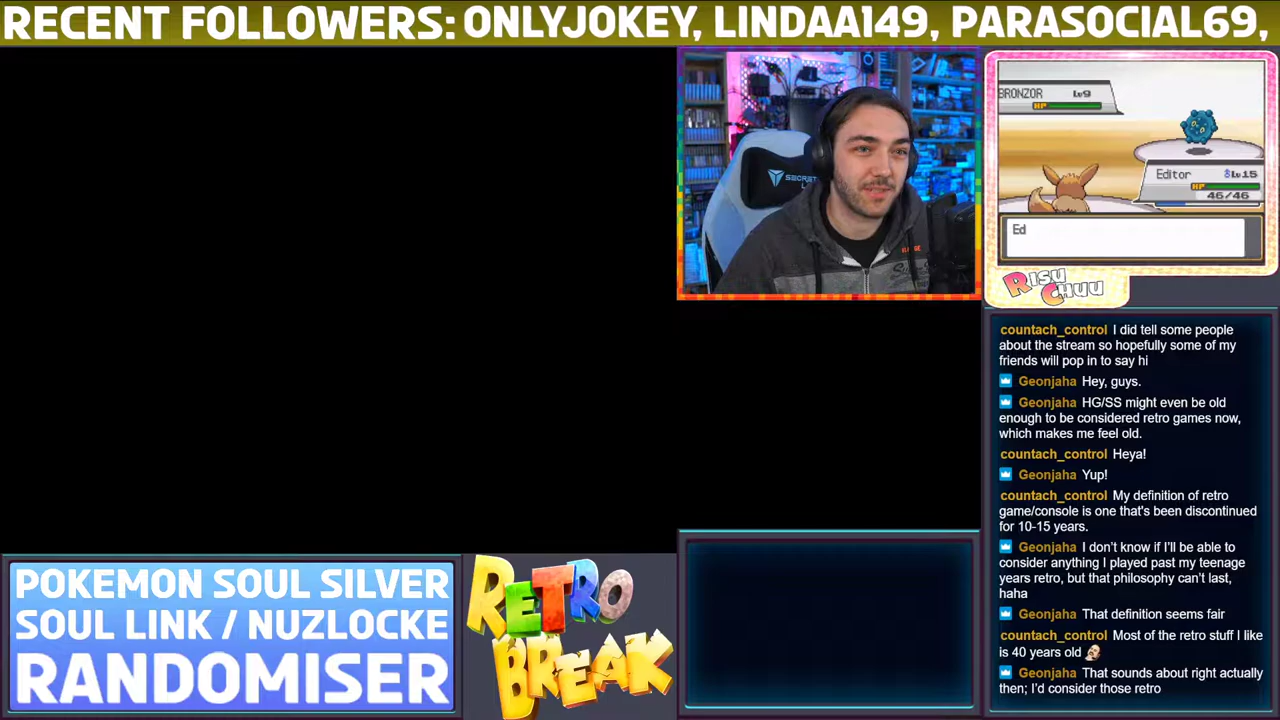 RECENT FOLLOWERS: ONLYJOKEY, LINDAA149, PARASOCIAL69,
SECRET
BRONZOR Lv9
HP
Editor ♂Lv15
HP
46/46
Ed
RISU
CHUU
countach_control I did tell some people
about the stream so hopefully some of my
friends will pop in to say hi
Geonjaha Hey, guys.
Geonjaha HG/SS might even be old
enough to be considered retro games now,
which makes me feel old.
countach_control Heya!
Geonjaha Yup!
countach_control My definition of retro
game/console is one that's been discontinued
for 10-15 years.
Geonjaha I don't know if I'll be able to
consider anything I played past my teenage
years retro, but that philosophy can't last,
haha
Geonjaha That definition seems fair
countach_control Most of the retro stuff I like
is 40 years old
Geonjaha That sounds about right actually
then; I'd consider those retro
POKEMON SOUL SILVER
SOUL LINK / NUZLOCKE
RANDOMISER
RETRO
BREAK